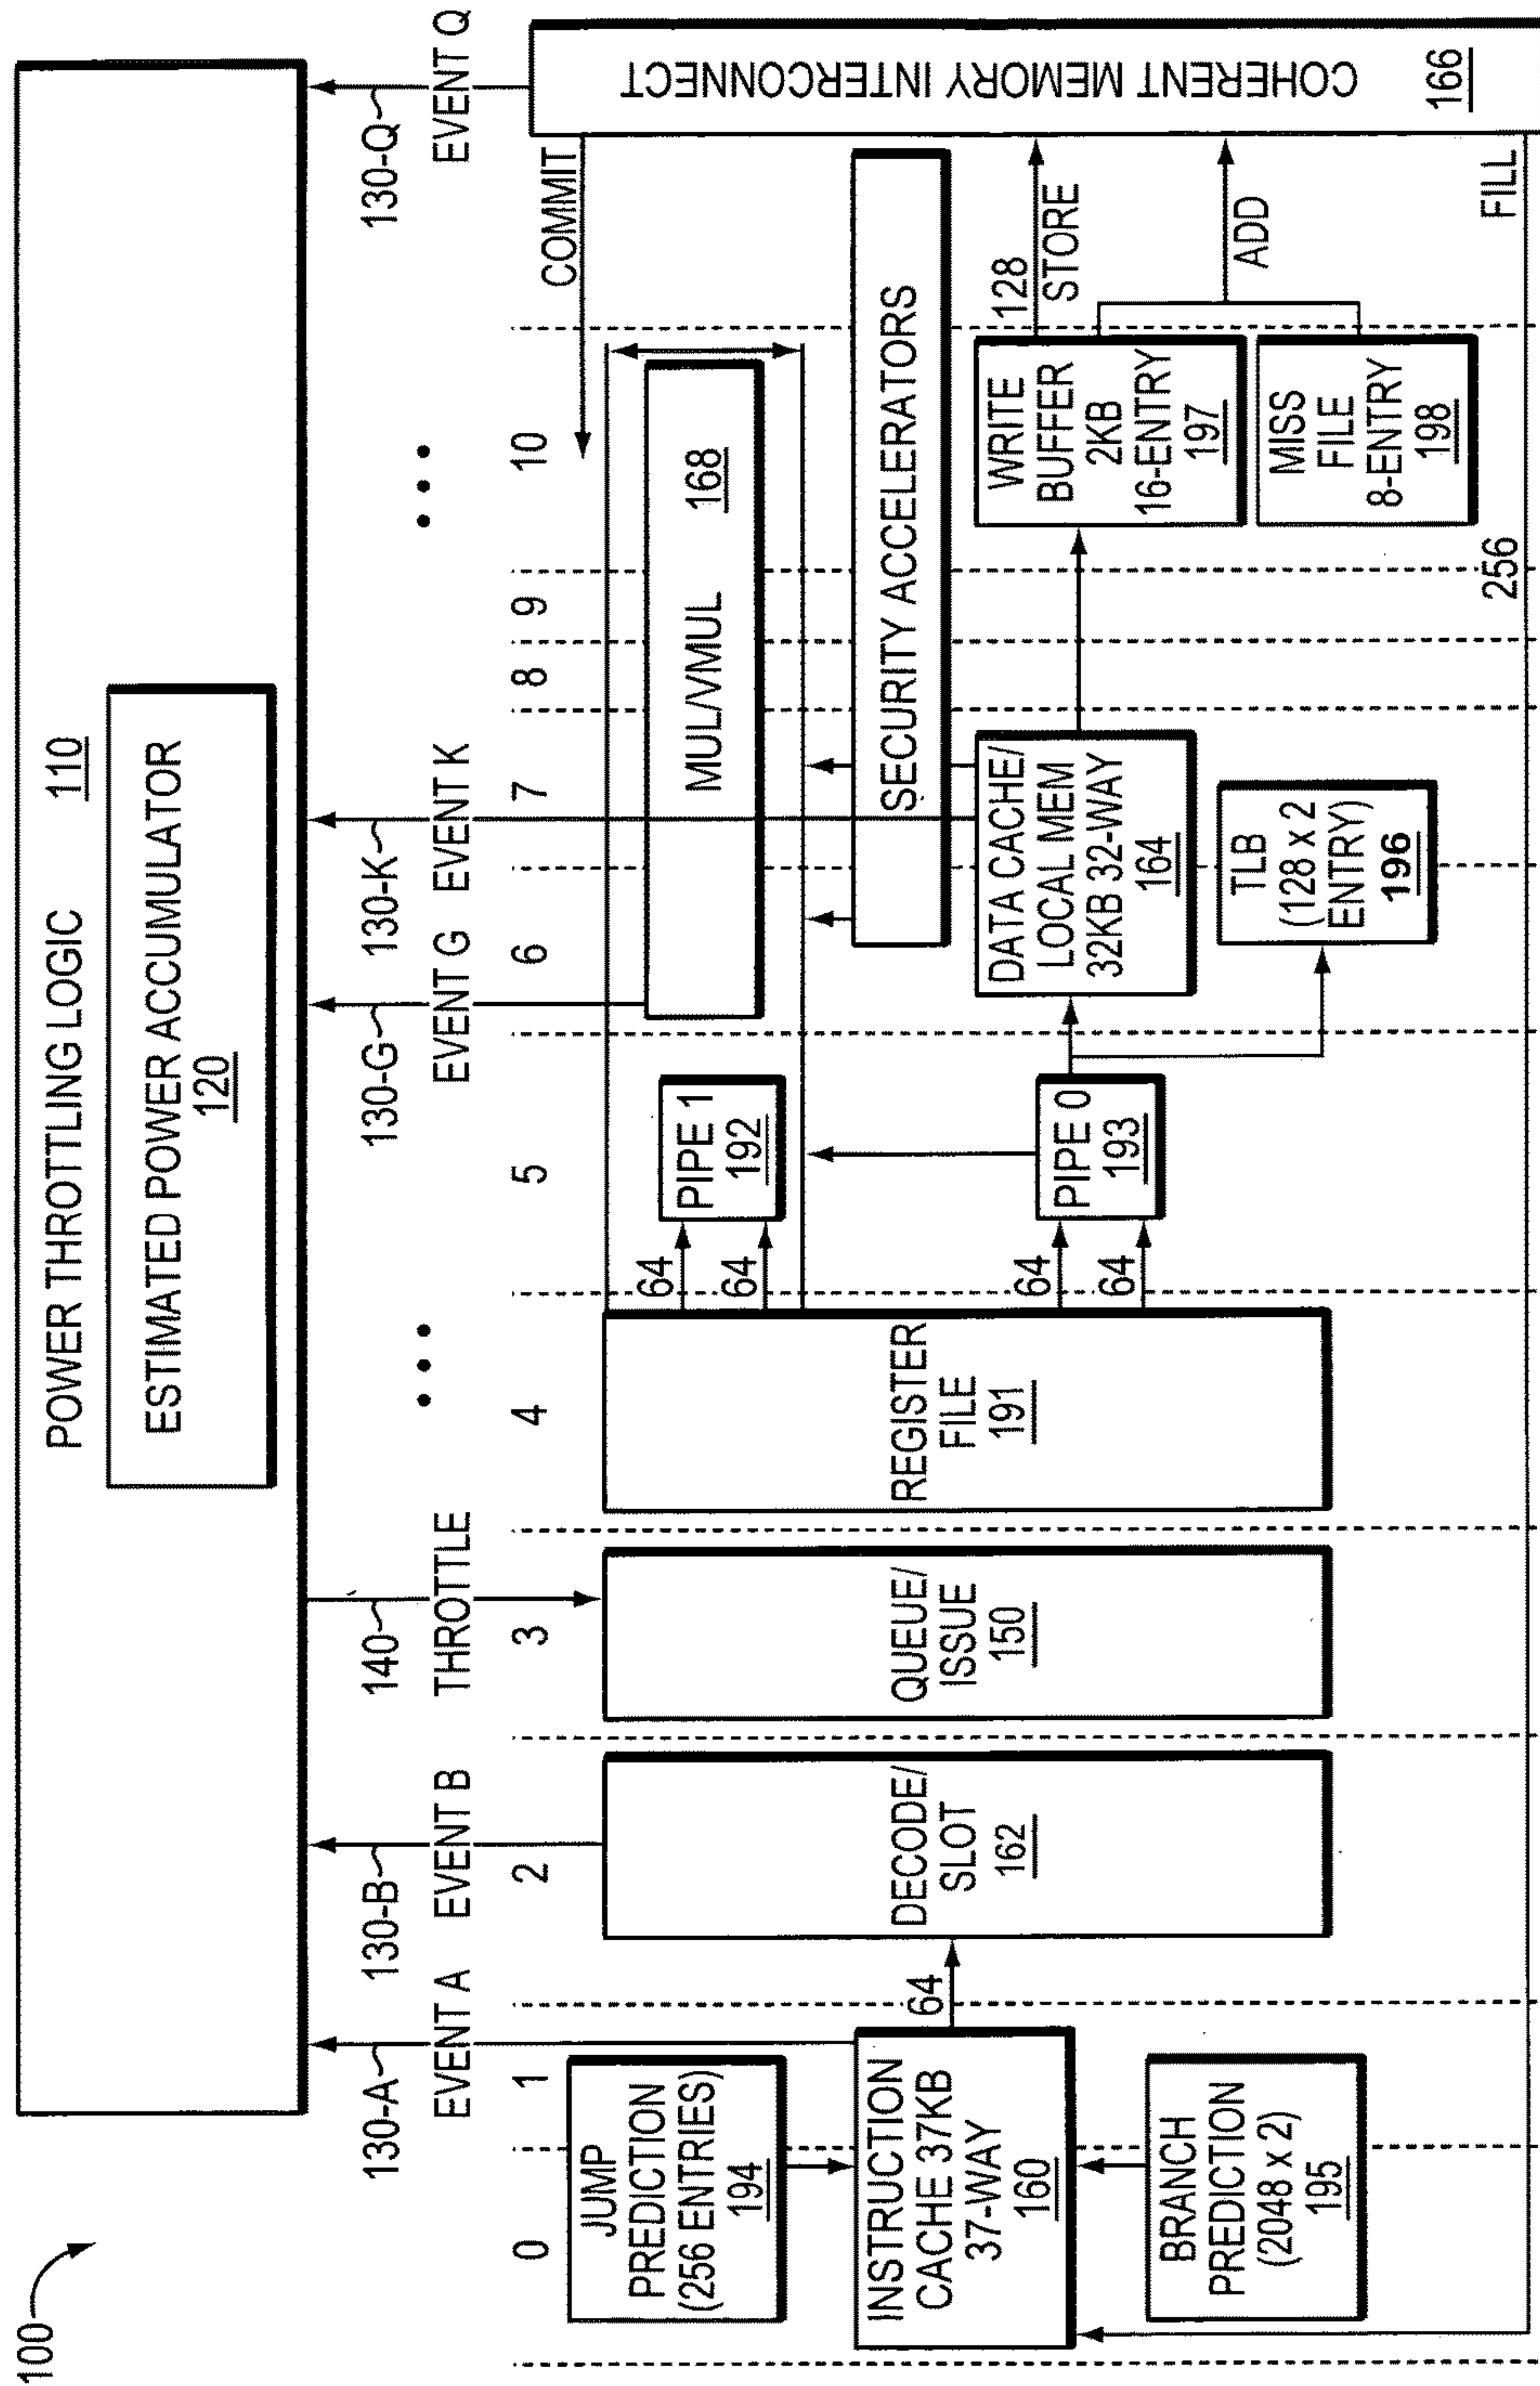 100
POWER THROTTLING LOGIC 110
ESTIMATED POWER ACCUMULATOR
120
130-A
130-B
140
130-G
130-K
130-Q
EVENT A
EVENT B
THROTTLE
• • •
EVENT G
EVENT K
• • •
EVENT Q
0
1
2
3
4
5
6
7
8
9
10
COMMIT
JUMP
PREDICTION
(256 ENTRIES)
194
INSTRUCTION
CACHE 37KB
37-WAY
160
BRANCH
PREDICTION
(2048 x 2)
195
64
DECODE/
SLOT
162
QUEUE/
ISSUE
150
REGISTER
FILE
191
64
64
PIPE 1
192
64
64
PIPE 0
193
MUL/VMUL 168
SECURITY ACCELERATORS
DATA CACHE/
LOCAL MEM
32KB 32-WAY
164
TLB
(128 x 2
ENTRY)
196
WRITE
BUFFER
2KB
16-ENTRY
197
MISS
FILE
8-ENTRY
198
128
STORE
ADD
256
FILL
COHERENT MEMORY INTERCONNECT
166